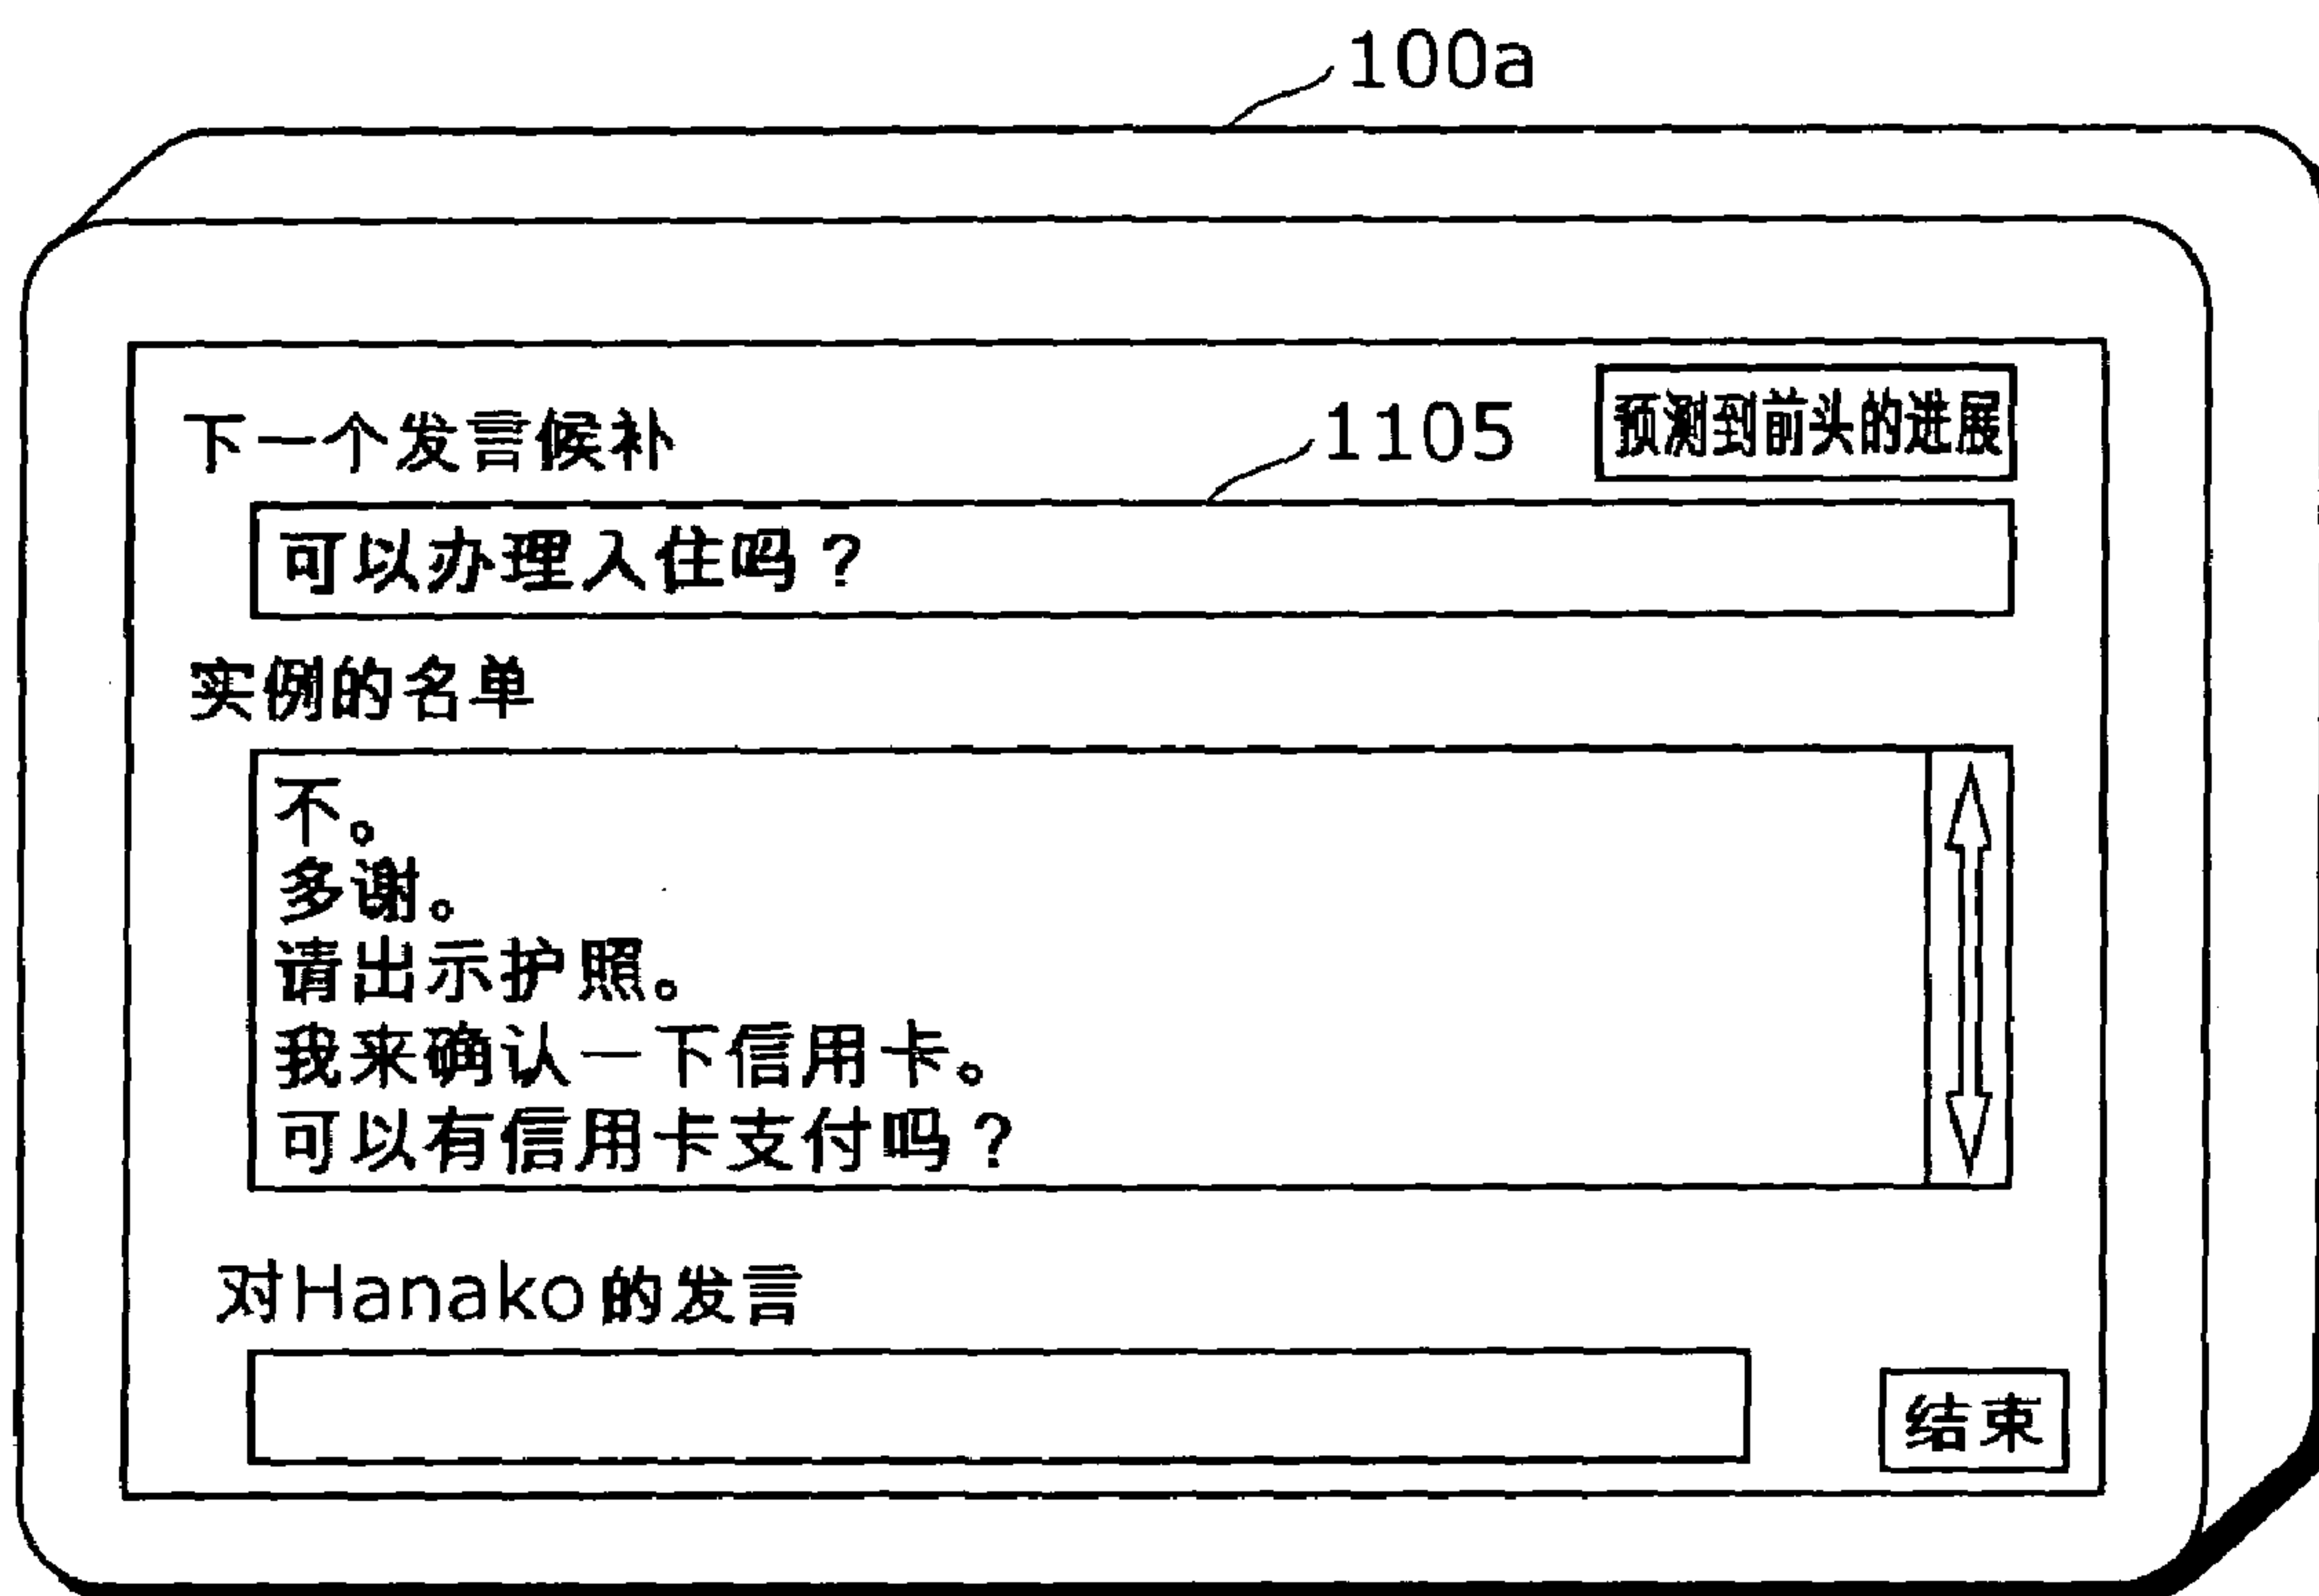 100a
下一个发言候补
1105
预测到前头的进展
可以办理入住吗？
实例的名单
不。
多谢。
请出示护照。
我来确认一下信用卡。
可以有信用卡支付吗？
对Hanako的发言
结束